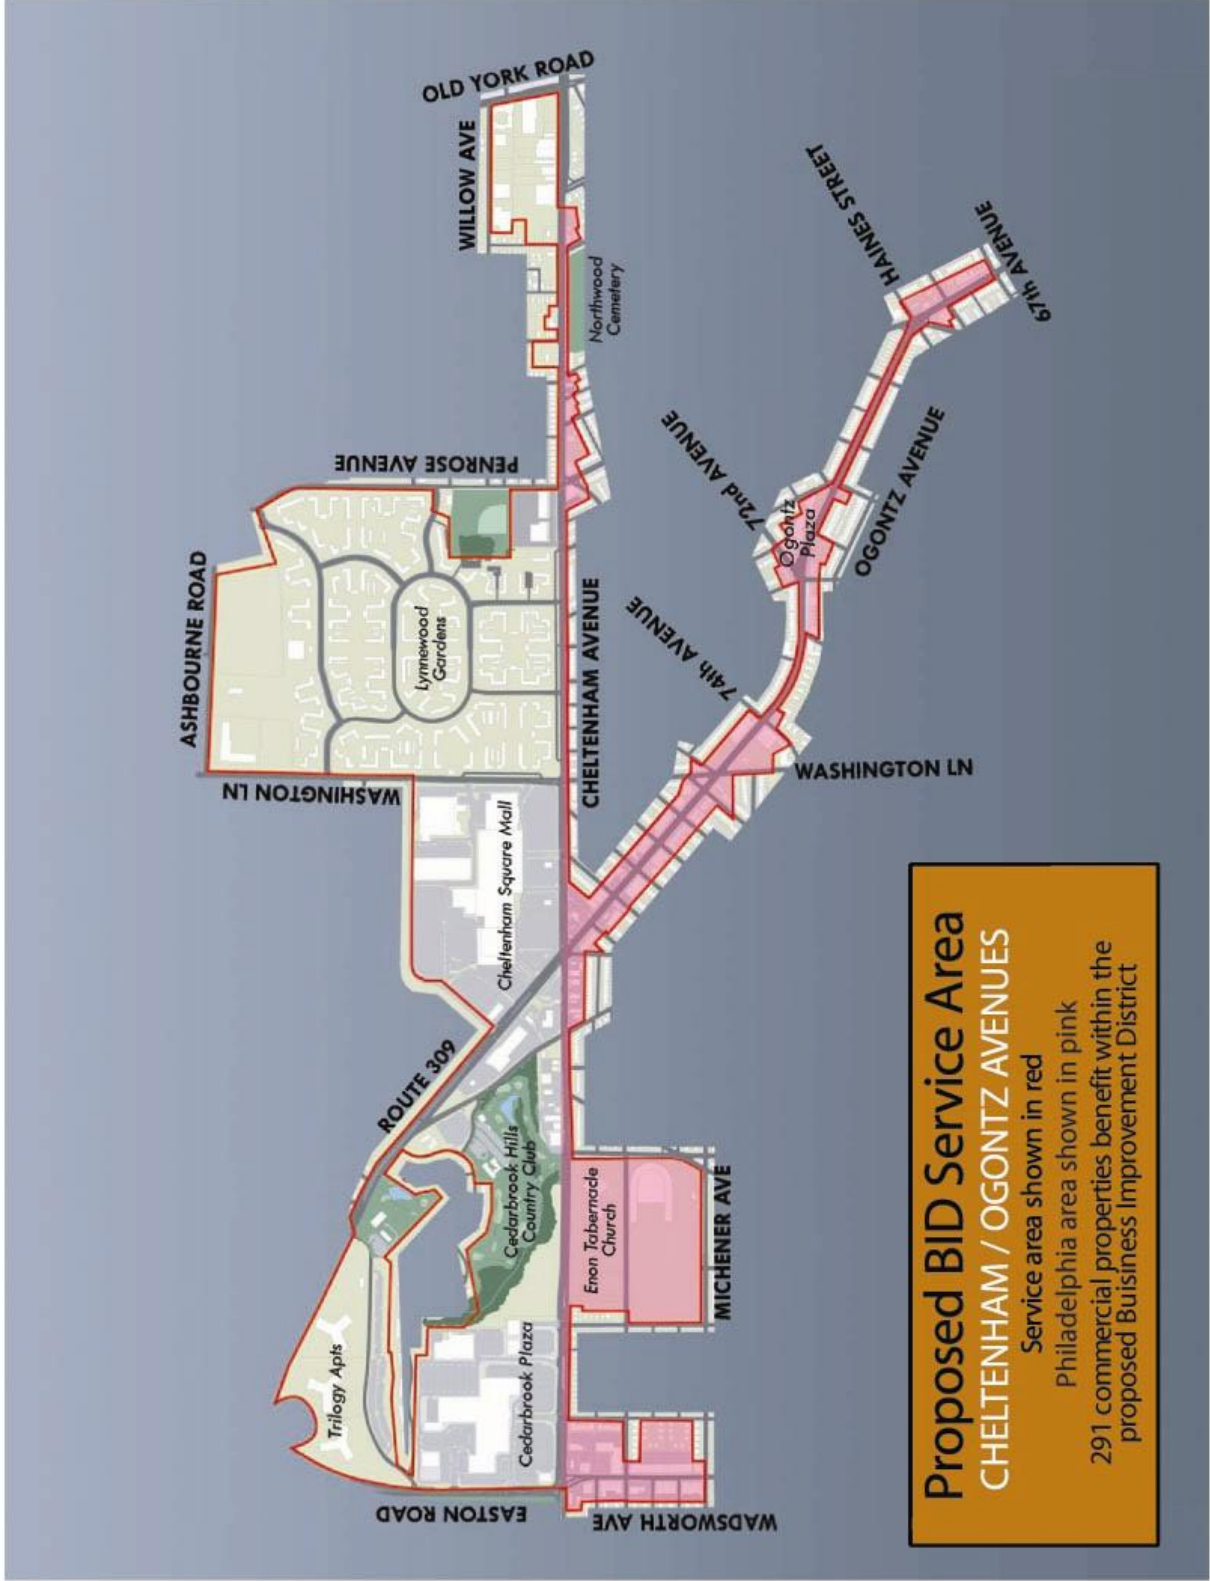 OLD YORK ROAD
WILLOW AVE
HAINES STREET
67th AVENUE
Northwood
Cemetery
PENROSE AVENUE
72nd AVENUE
OGONTZ AVENUE
Ogontz
Plaza
ASHBOURNE ROAD
Lynnewood
Gardens
CHELTENHAM AVENUE
74th AVENUE
WASHINGTON LN
WASHINGTON LN
Cheltenham Square Mall
ROUTE 309
Cedarbrook Hills
Country Club
Enon Tabernacle
Church
MICHENER AVE
Trilogy Apts
Cedarbrook Plaza
EASTON ROAD
WADSWORTH AVE
Proposed BID Service Area
CHELTENHAM / OGONTZ AVENUES
Service area shown in red
Philadelphia area shown in pink
291 commercial properties benefit within the
proposed Buisiness Improvement District